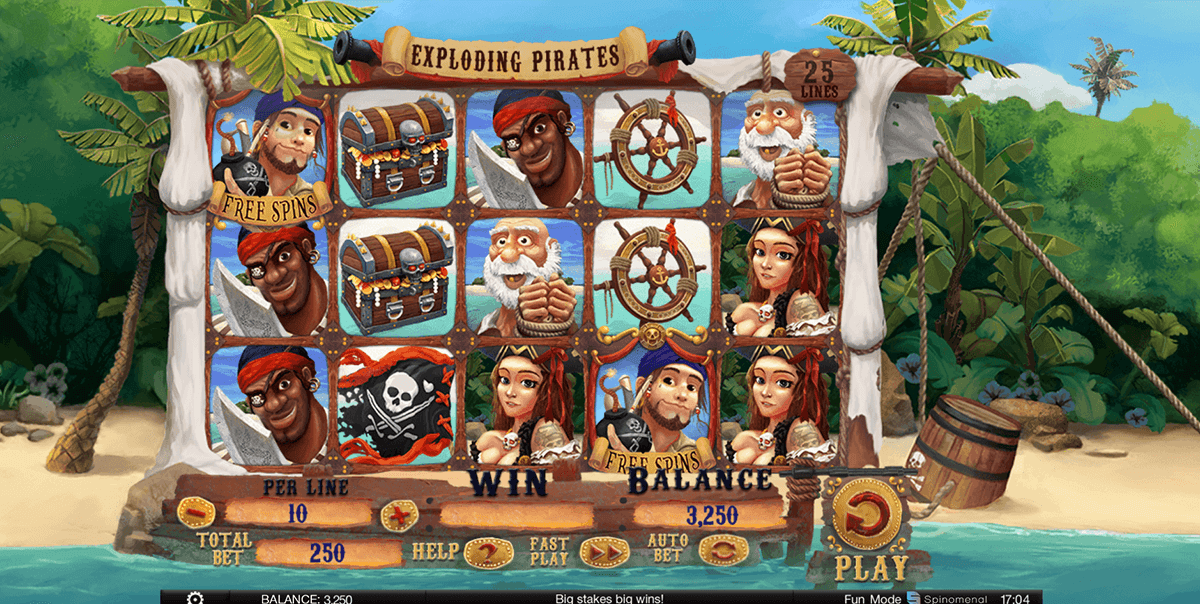 EXPLODING PIRATES
25
LINES
FREE SPINS
FREE SPINS
PER LINE
WIN
BALANCE
10
3,250
TOTAL
BET
250
HELP
?
FAST
PLAY
AUTO
BET
PLAY
BALANCE: 3,250
Big stakes big wins!
Fun Mode
Spinomenal
17:04